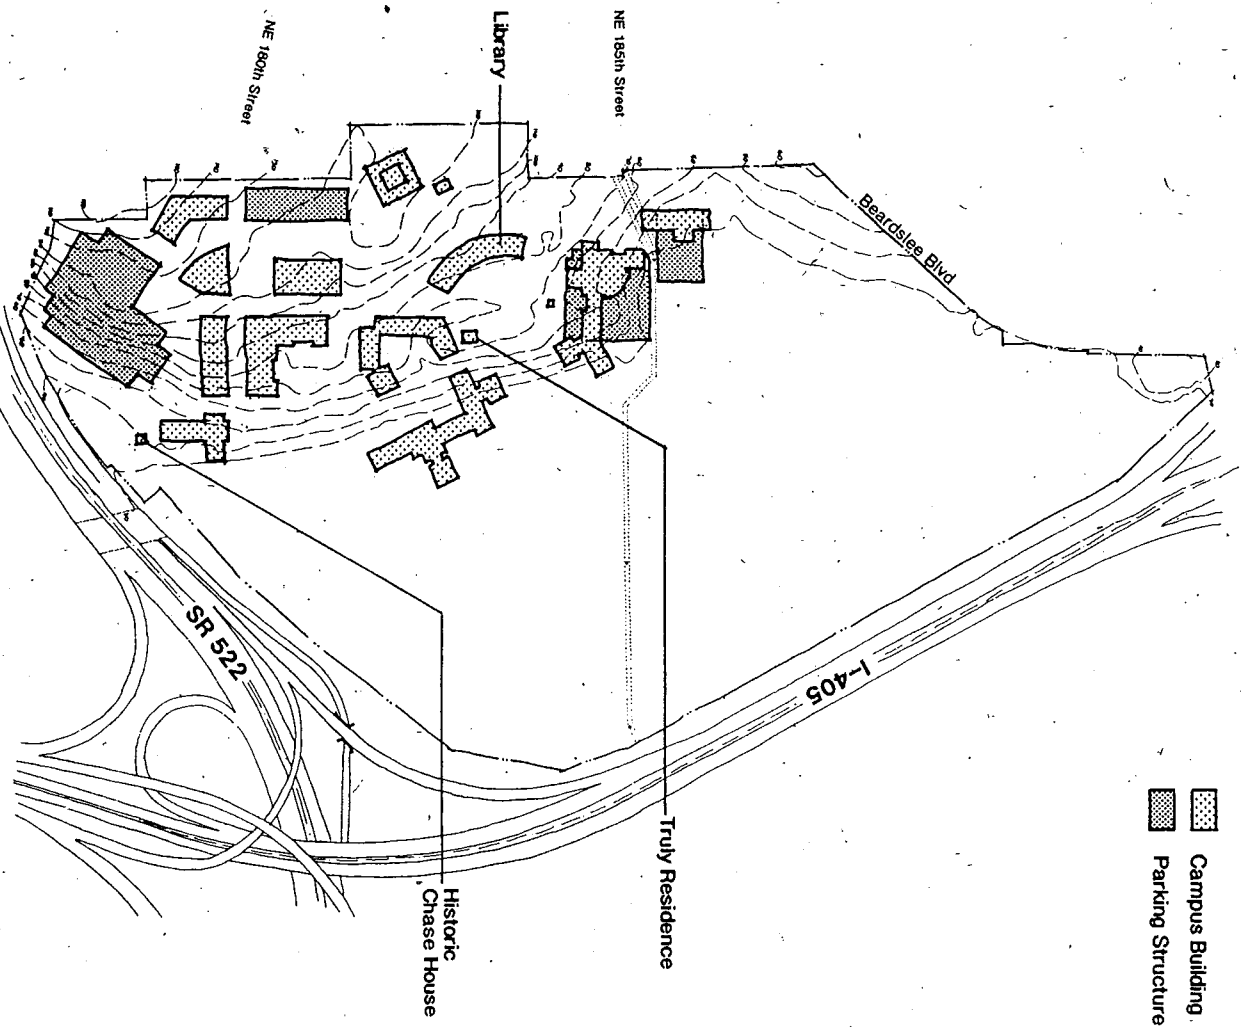 Library
NE 185th Street
NE 180th Street
Beardslee Blvd
SR 522
I-405
Truly Residence
Historic
Chase House
Campus Building
Parking Structure